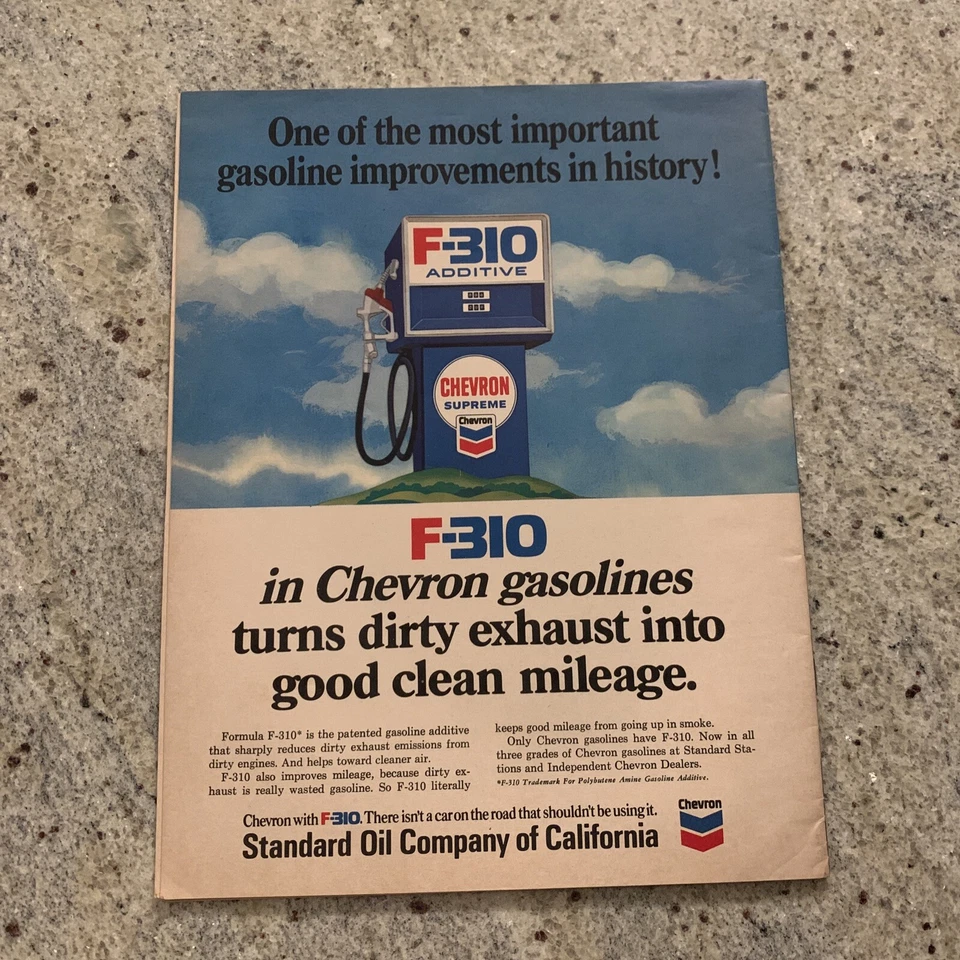 One of the most important
gasoline improvements in history!
F-310
ADDITIVE
CHEVRON
SUPREME
Chevron
F-310
in Chevron gasolines
turns dirty exhaust into
good clean mileage.
Formula F-310* is the patented gasoline additive
that sharply reduces dirty exhaust emissions from
dirty engines. And helps toward cleaner air.
F-310 also improves mileage, because dirty ex-
haust is really wasted gasoline. So F-310 literally
keeps good mileage from going up in smoke.
Only Chevron gasolines have F-310. Now in all
three grades of Chevron gasolines at Standard Sta-
tions and Independent Chevron Dealers.
*F-310 Trademark For Polybutene Amine Gasoline Additive.
Chevron with F-310. There isn't a car on the road that shouldn't be using it.
Standard Oil Company of California
Chevron